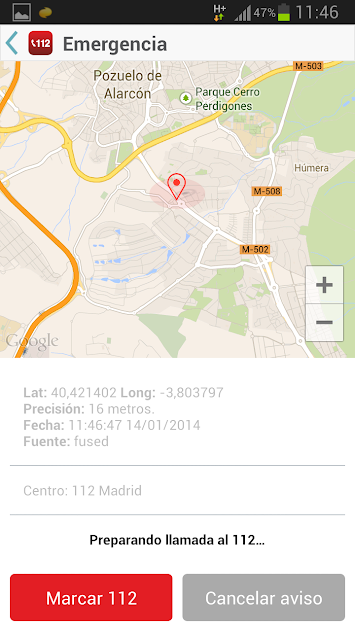 H+ 47% 11:46
112 Emergencia
M-503
Pozuelo de
Alarcón
Parque Cerro
Perdigones
Húmera
M-508
M-502
+
−
Google
Lat: 40,421402 Long: -3,803797
Precisión: 16 metros.
Fecha: 11:46:47 14/01/2014
Fuente: fused
Centro: 112 Madrid
Preparando llamada al 112...
Marcar 112 Cancelar aviso